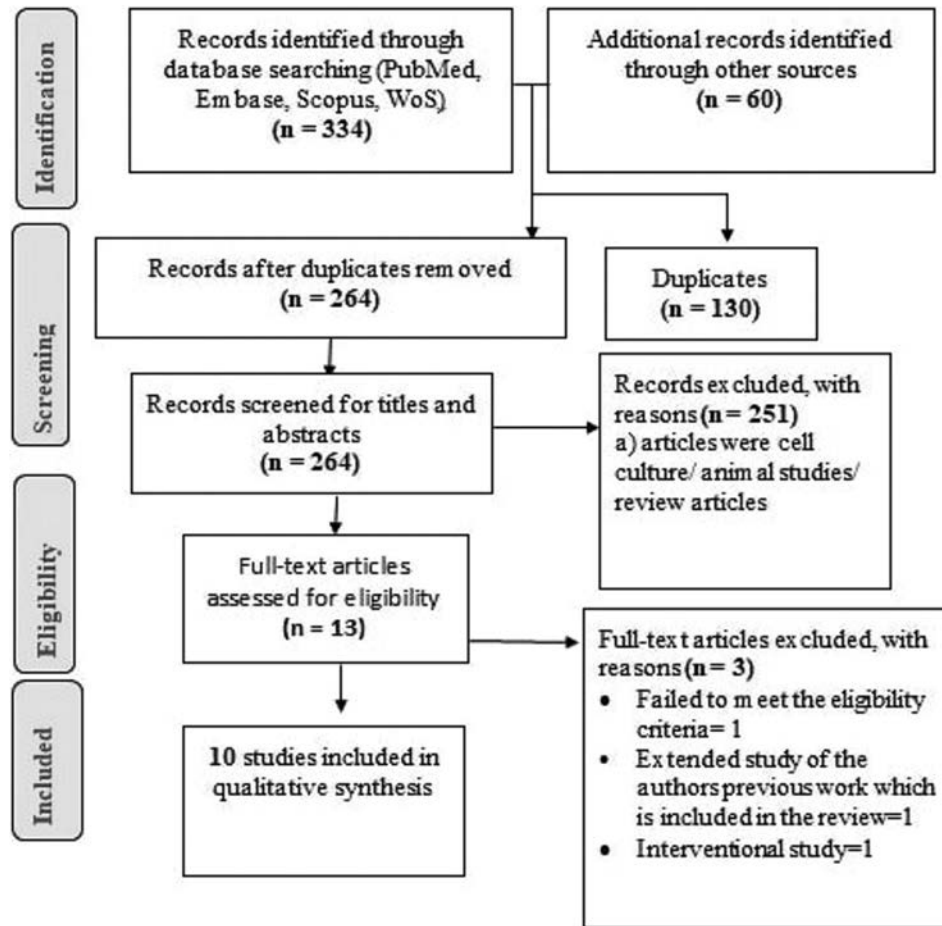 Identification
Records identified through
database searching (PubMed,
Embase, Scopus, WoS)
(n = 334)
Additional records identified
through other sources
(n = 60)
Screening
Records after duplicates removed
(n = 264)
Duplicates
(n = 130)
Records screened for titles and
abstracts
(n = 264)
Records excluded, with
reasons (n = 251)
a) articles were cell
culture/ animal studies/
review articles
Eligibility
Full-text articles
assessed for eligibility
(n = 13)
Full-text articles excluded, with
reasons (n = 3)
• Failed to meet the eligibility
criteria= 1
• Extended study of the
authors previous work which
is included in the review=1
• Interventional study=1
Included
10 studies included in
qualitative synthesis